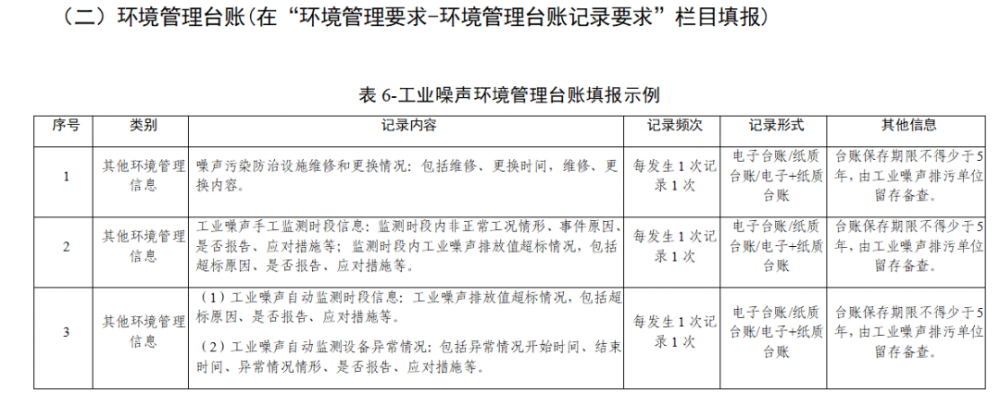 （二）环境管理台账(在“环境管理要求-环境管理台账记录要求”栏目填报)
表 6-工业噪声环境管理台账填报示例
序号 类别 记录内容 记录频次 记录形式 其他信息
1
其他环境管理
信息
噪声污染防治设施维修和更换情况：包括维修、更换时间，维修、更
换内容。
每发生 1 次记
录 1 次
电子台账/纸质
台账/电子+纸质
台账
台账保存期限不得少于 5
年，由工业噪声排污单位
留存备查。
2
其他环境管理
信息
工业噪声手工监测时段信息：监测时段内非正常工况情形、事件原因、
是否报告、应对措施等；监测时段内工业噪声排放值超标情况，包括
超标原因、是否报告、应对措施等。
每发生 1 次记
录 1 次
电子台账/纸质
台账/电子+纸质
台账
台账保存期限不得少于 5
年，由工业噪声排污单位
留存备查。
3
其他环境管理
信息
（1）工业噪声自动监测时段信息：工业噪声排放值超标情况，包括超
标原因、是否报告、应对措施等。
（2）工业噪声自动监测设备异常情况：包括异常情况开始时间、结束
时间、异常情况情形、是否报告、应对措施等。
每发生 1 次记
录 1 次
电子台账/纸质
台账/电子+纸质
台账
台账保存期限不得少于 5
年，由工业噪声排污单位
留存备查。